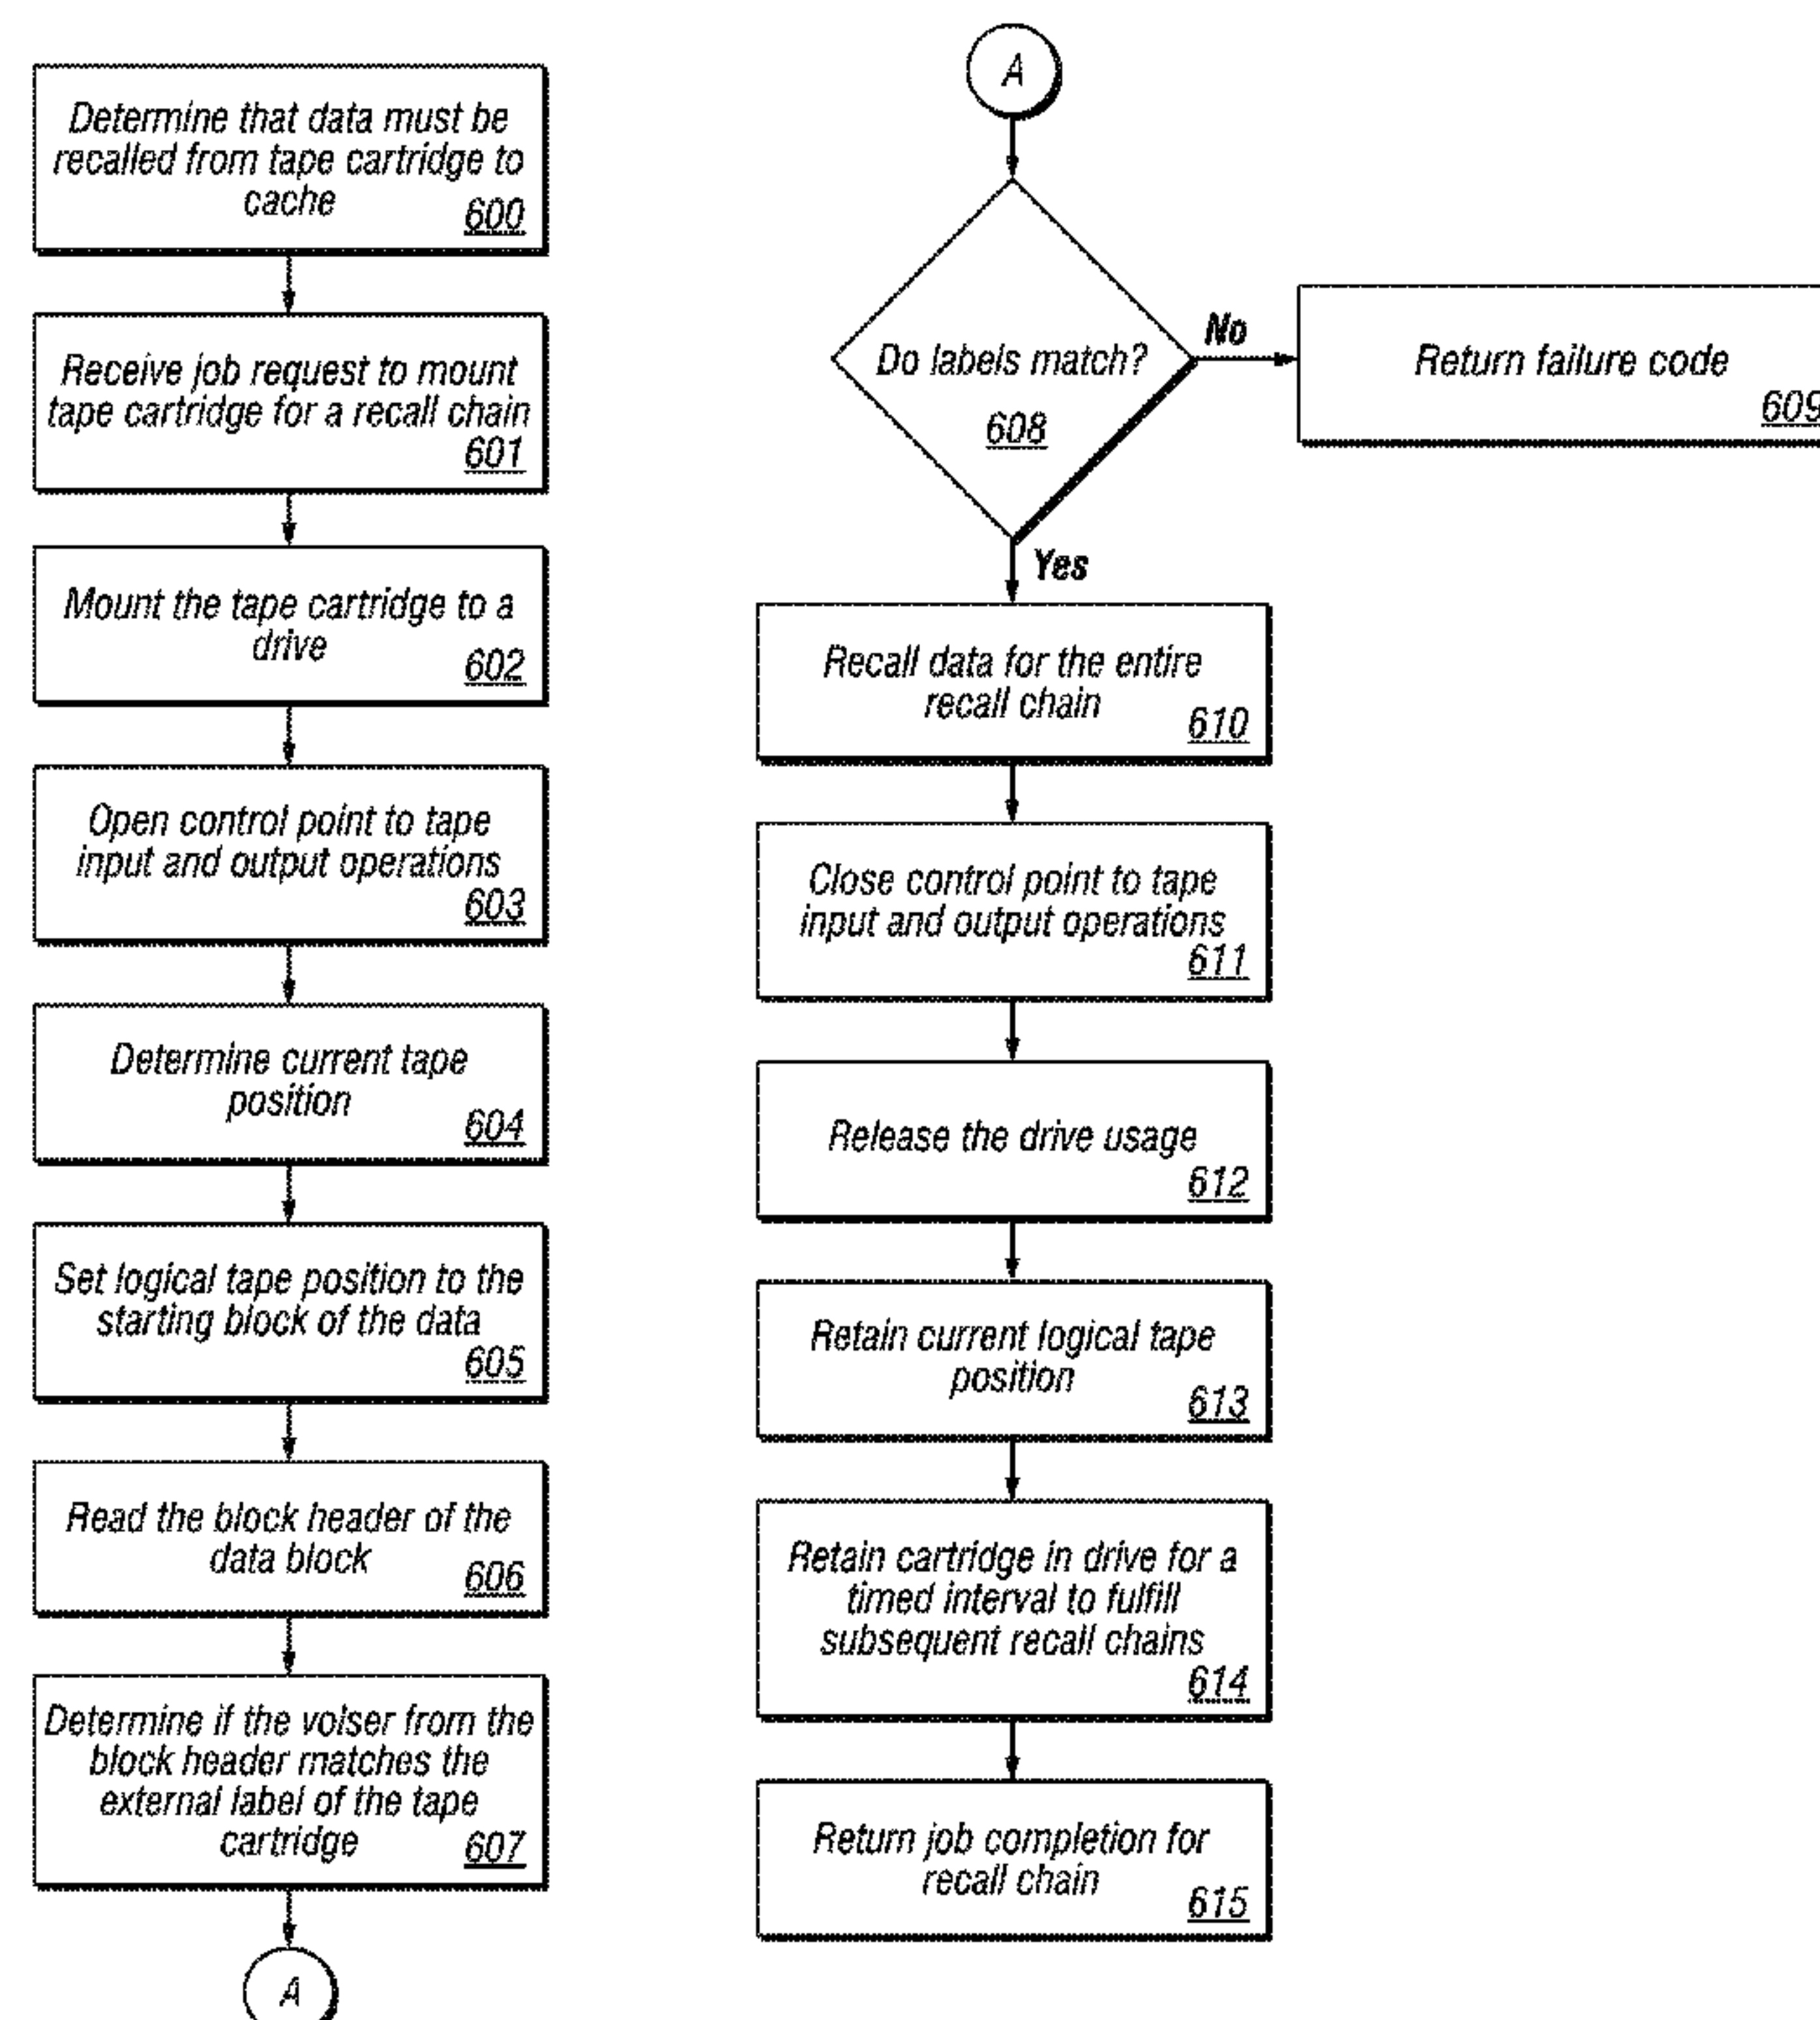 Determine that data must be
recalled from tape cartridge to
cache
600
Receive job request to mount
tape cartridge for a recall chain
601
Mount the tape cartridge to a
drive
602
Open control point to tape
input and output operations
603
Determine current tape
position
604
Set logical tape position to the
starting block of the data
605
Read the block header of the
data block
606
Determine if the volser from the
block header matches the
external label of the tape
cartridge
607
A
A
Do labels match?
608
No
Return failure code
609
Yes
Recall data for the entire
recall chain
610
Close control point to tape
input and output operations
611
Release the drive usage
612
Retain current logical tape
position
613
Retain cartridge in drive for a
timed interval to fulfill
subsequent recall chains
614
Return job completion for
recall chain
615